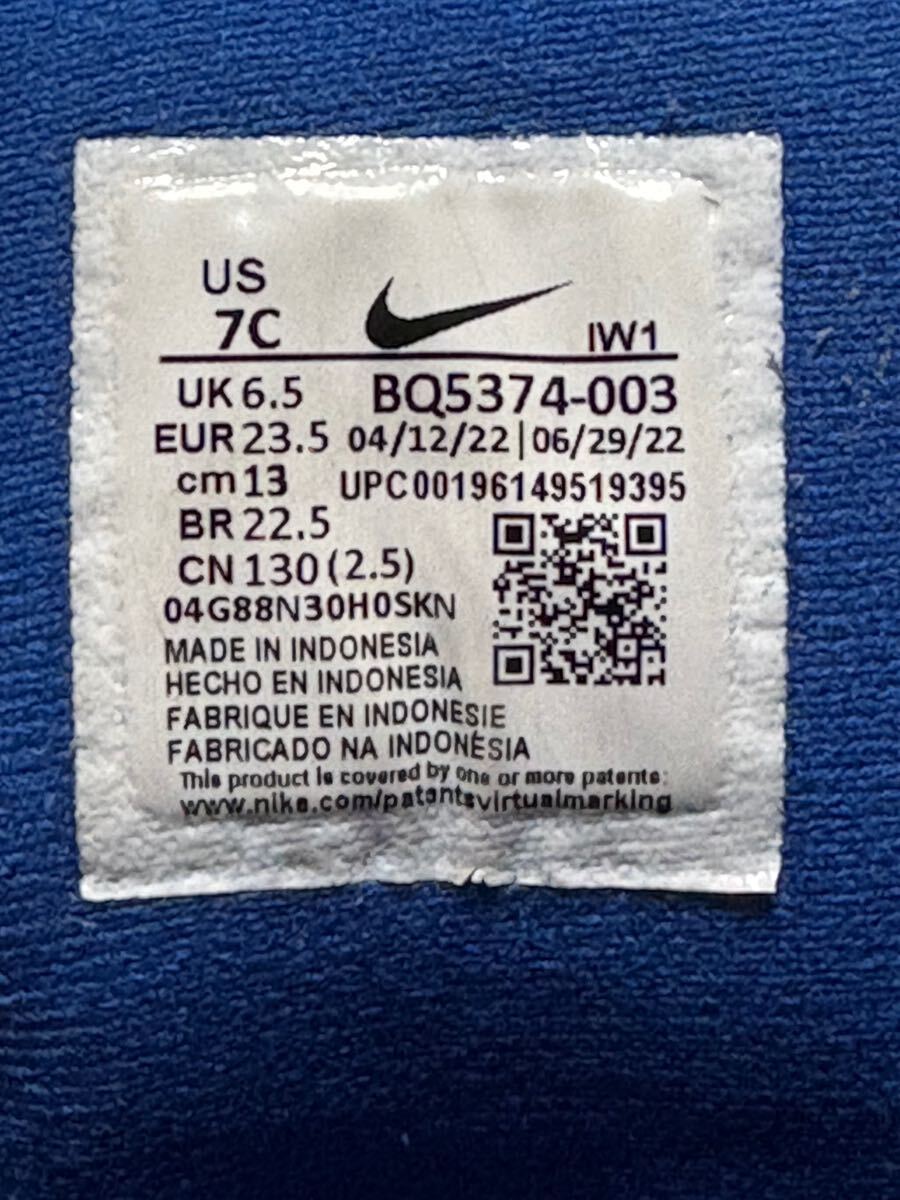 US
7C
IW1
UK 6.5
BQ5374-003
EUR 23.5
04/12/22 | 06/29/22
cm 13
UPC00196149519395
BR 22.5
CN 130 (2.5)
04G88N30H0SKN
MADE IN INDONESIA
HECHO EN INDONESIA
FABRIQUE EN INDONESIE
FABRICADO NA INDONÉSIA
This product is covered by one or more patents:
www.nike.com/patentsvirtualmarking